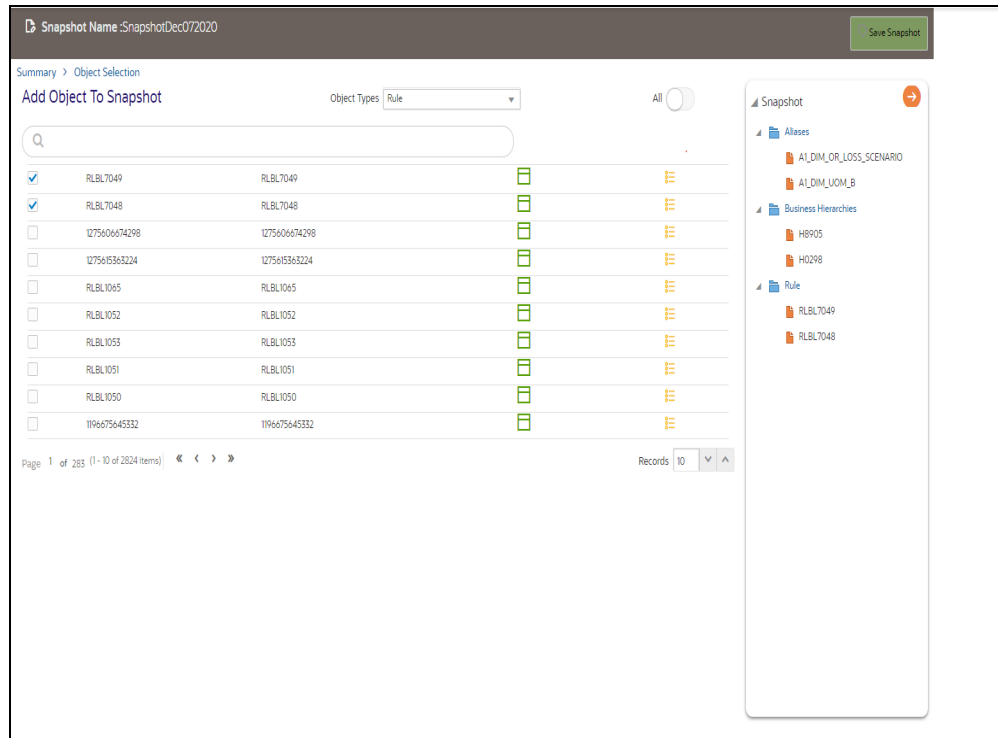 Snapshot Name :SnapshotDec072020
Save Snapshot
Summary > Object Selection
Add Object To Snapshot
Object Types Rule
All
RLBL7049 RLBL7049
RLBL7048 RLBL7048
1275606674298 1275606674298
1275615363224 1275615363224
RLBL1065 RLBL1065
RLBL1052 RLBL1052
RLBL1053 RLBL1053
RLBL1051 RLBL1051
RLBL1050 RLBL1050
1196675645332 1196675645332
Page 1 of 283 (1 - 10 of 2824 items)
Records 10
Snapshot
Aliases
A1_DIM_OR_LOSS_SCENARIO
A1_DIM_UOM_B
Business Hierarchies
H8905
H0298
Rule
RLBL7049
RLBL7048